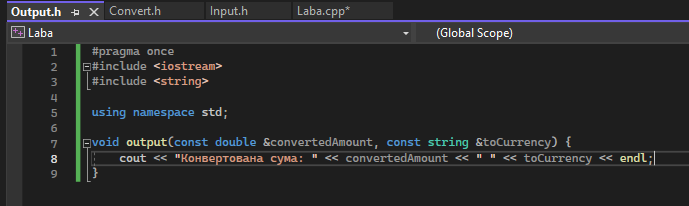 Output.h Convert.h Input.h Laba.cpp*
Laba (Global Scope)
1 #pragma once
2 #include <iostream>
3 #include <string>
4
5 using namespace std;
6
7 void output(const double &convertedAmount, const string &toCurrency) {
8 cout << "Конвертована сума: " << convertedAmount << " " << toCurrency << endl;
9 }